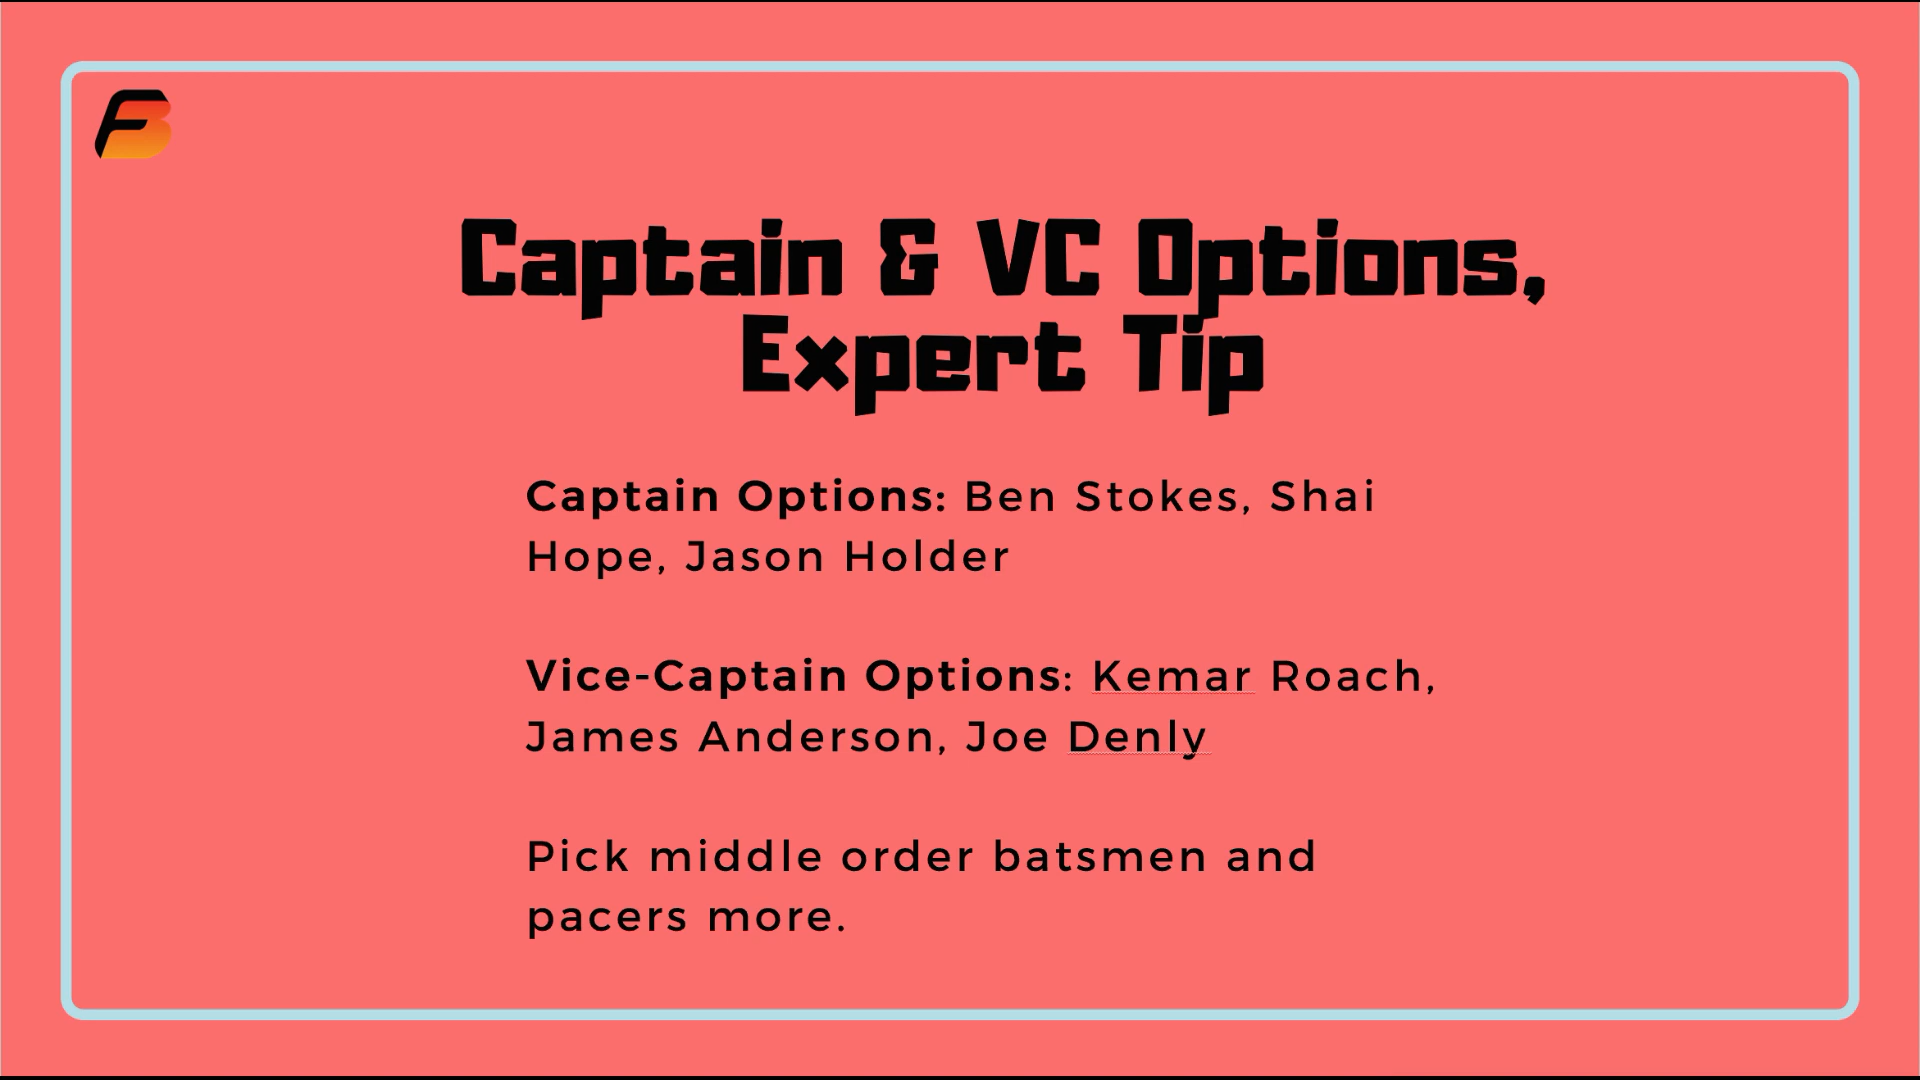 FB
Captain & VC Options,
Expert Tip
Captain Options: Ben Stokes, Shai
Hope, Jason Holder
Vice-Captain Options: Kemar Roach,
James Anderson, Joe Denly
Pick middle order batsmen and
pacers more.